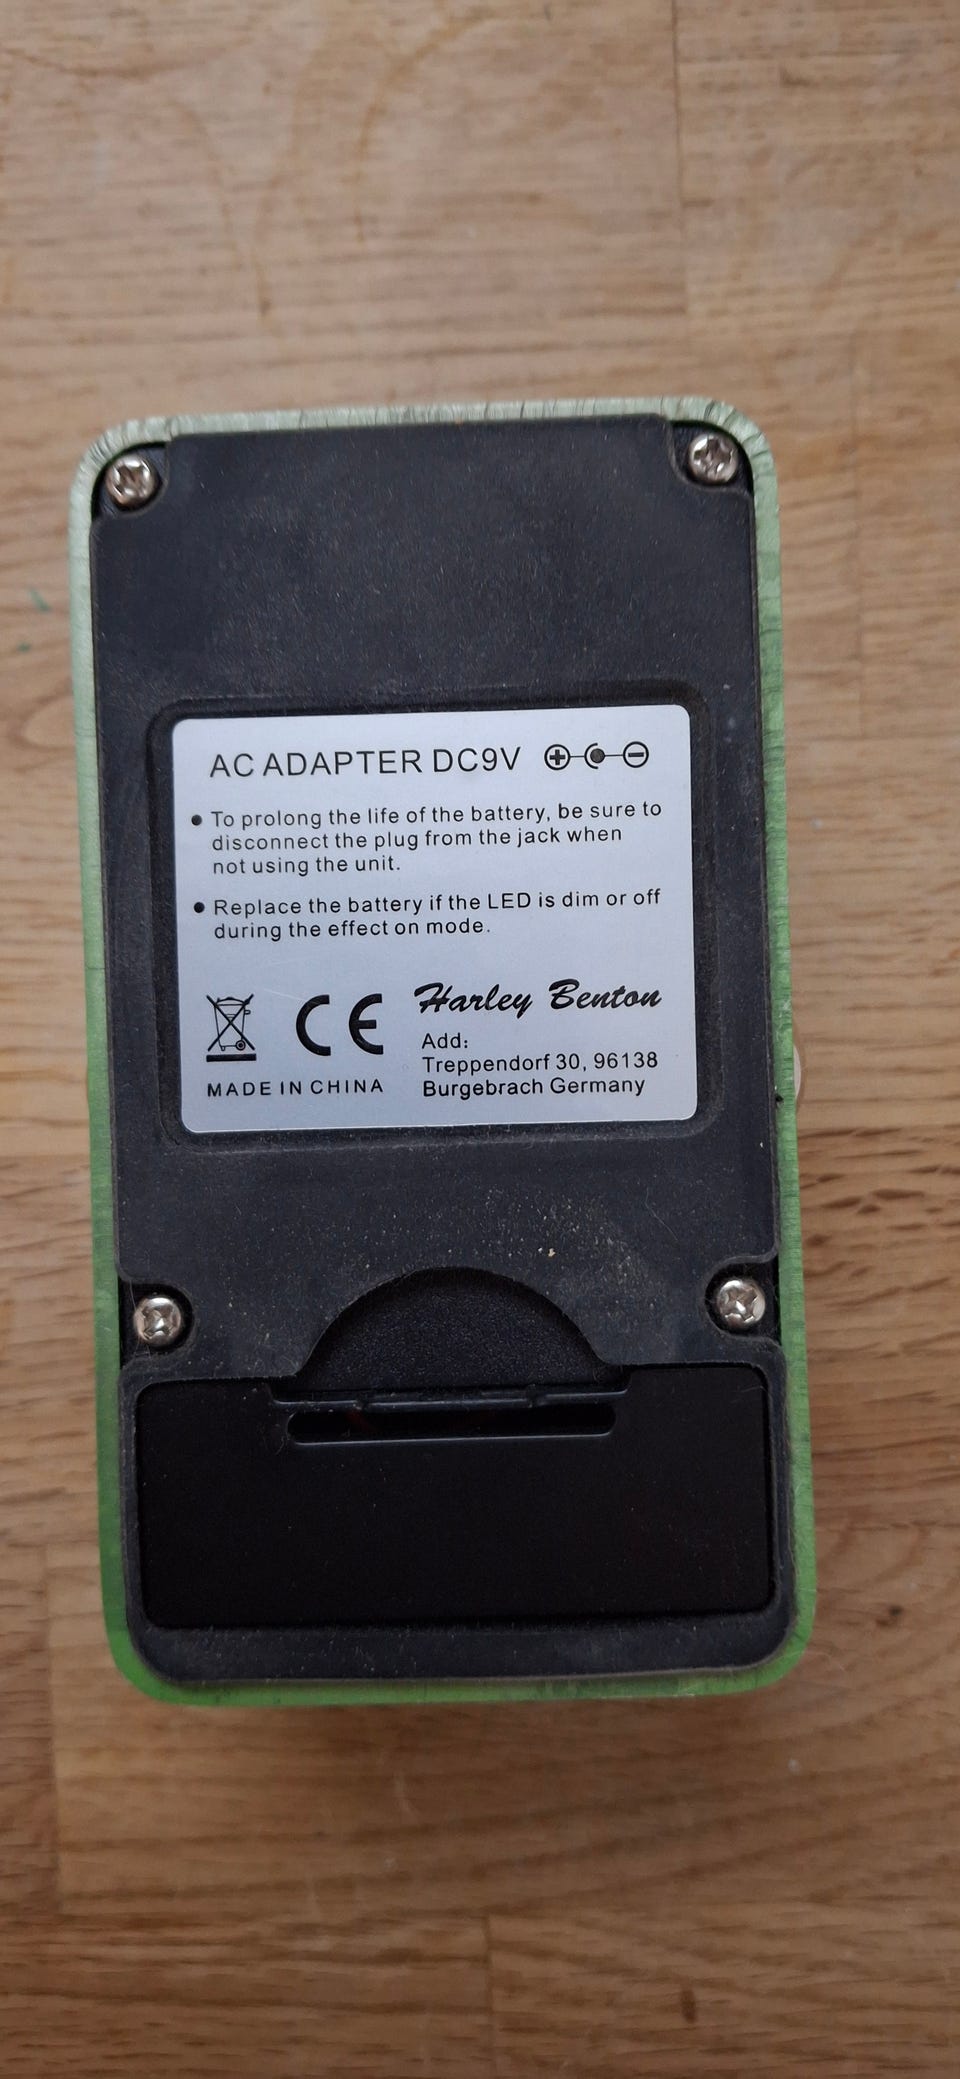 AC ADAPTER DC9V
● To prolong the life of the battery, be sure to
disconnect the plug from the jack when
not using the unit.
● Replace the battery if the LED is dim or off
during the effect on mode.
CE
Harley Benton
Add:
Treppendorf 30, 96138
MADE IN CHINA
Burgebrach Germany